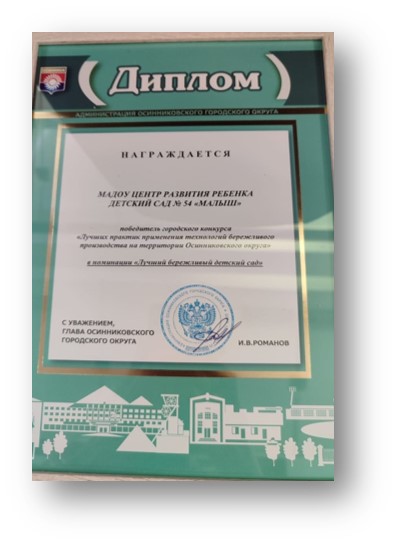 Диплом
АДМИНИСТРАЦИЯ ОСИННИКОВСКОГО ГОРОДСКОГО ОКРУГА
НАГРАЖДАЕТСЯ
МАДОУ ЦЕНТР РАЗВИТИЯ РЕБЕНКА
ДЕТСКИЙ САД № 54 «МАЛЫШ»
победитель городского конкурса
«Лучших практик применения технологий бережливого
производства на территории Осинниковского округа»
в номинации «Лучший бережливый детский сад»
С УВАЖЕНИЕМ,
ГЛАВА ОСИННИКОВСКОГО
ГОРОДСКОГО ОКРУГА
И.В.РОМАНОВ